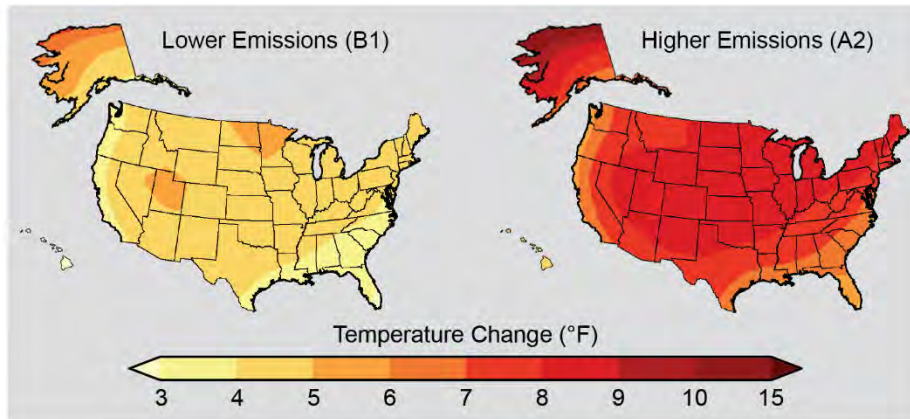 Lower Emissions (B1)
Higher Emissions (A2)
Temperature Change (°F)
3 4 5 6 7 8 9 10 15